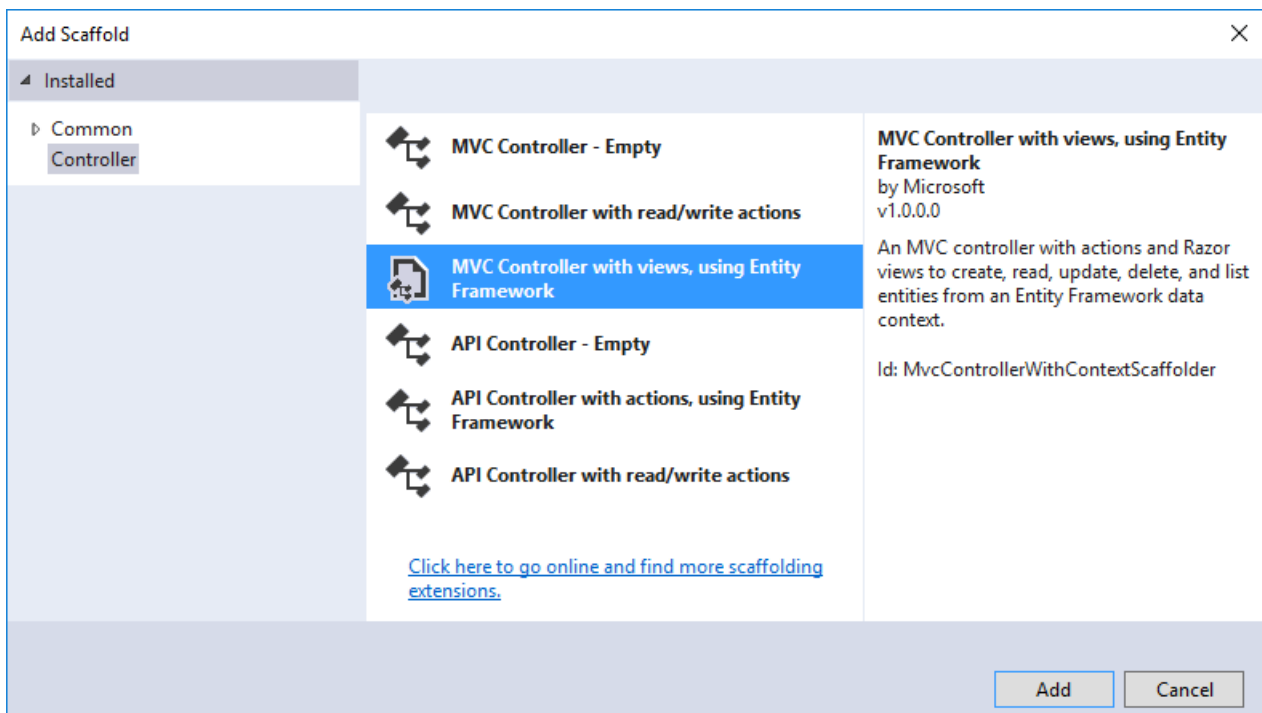 Add Scaffold
Installed
Common
Controller
MVC Controller - Empty
MVC Controller with read/write actions
MVC Controller with views, using Entity
Framework
API Controller - Empty
API Controller with actions, using Entity
Framework
API Controller with read/write actions
Click here to go online and find more scaffolding
extensions.
MVC Controller with views, using Entity
Framework
by Microsoft
v1.0.0.0
An MVC controller with actions and Razor
views to create, read, update, delete, and list
entities from an Entity Framework data
context.
Id: MvcControllerWithContextScaffolder
Add
Cancel